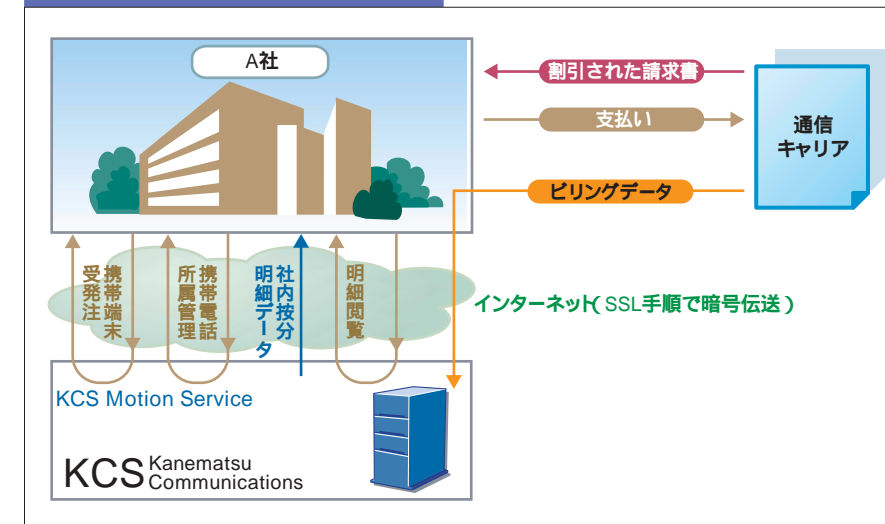 A社
割引された請求書
支払い
通信
キャリア
ビリングデータ
携帯端末
受発注
携帯電話
所属管理
社内按分
明細データ
明細閲覧
インターネット(SSL手順で暗号伝送)
KCS Motion Service
KCS Kanematsu
Communications